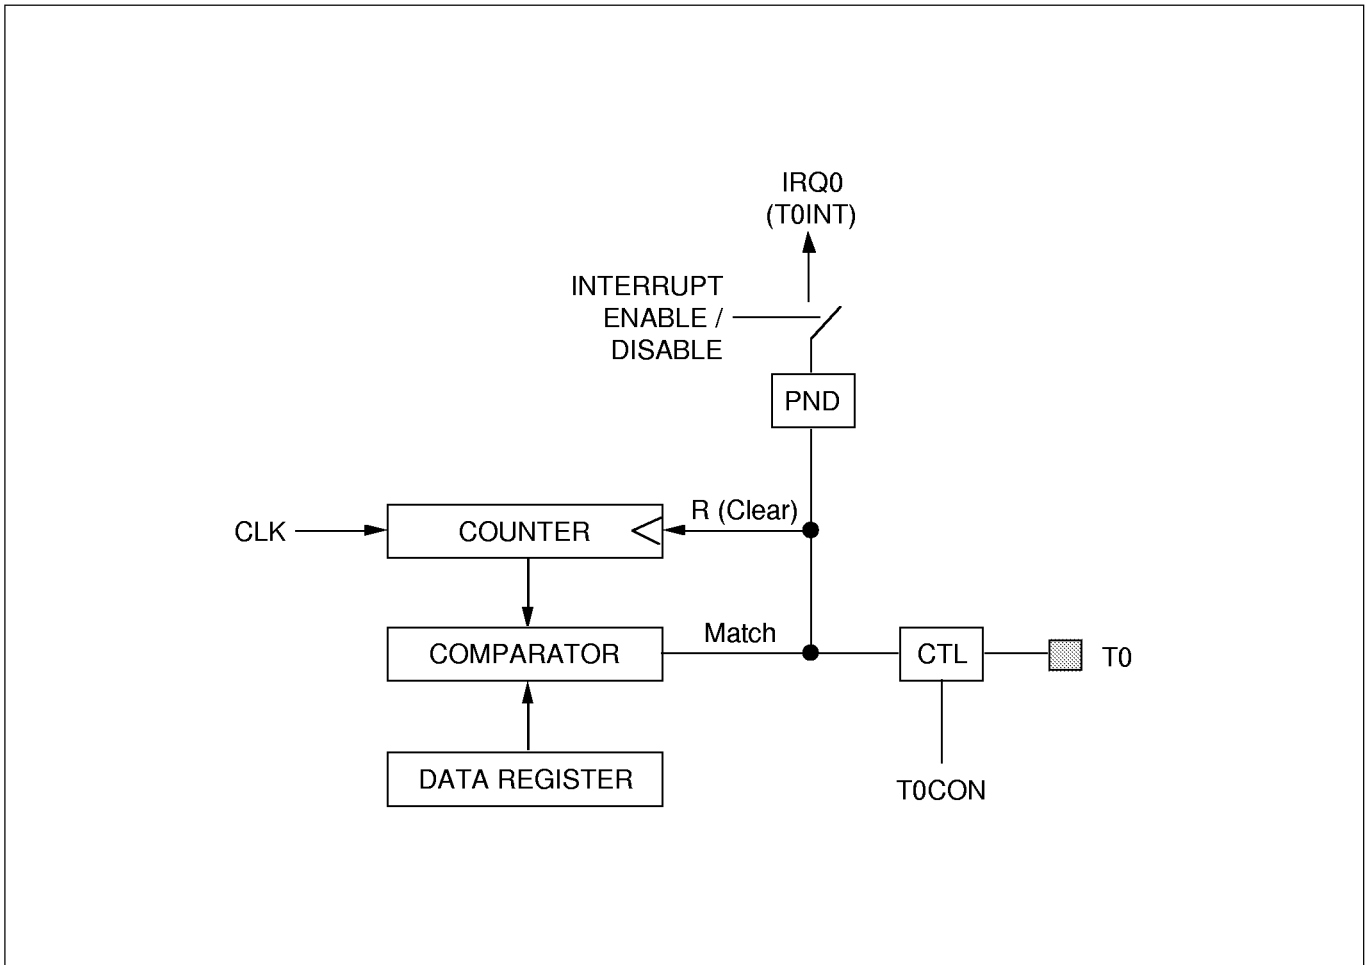 IRQ0
(T0INT)
INTERRUPT
ENABLE /
DISABLE
PND
R (Clear)
CLK
COUNTER
Match
COMPARATOR
CTL
T0
DATA REGISTER
T0CON